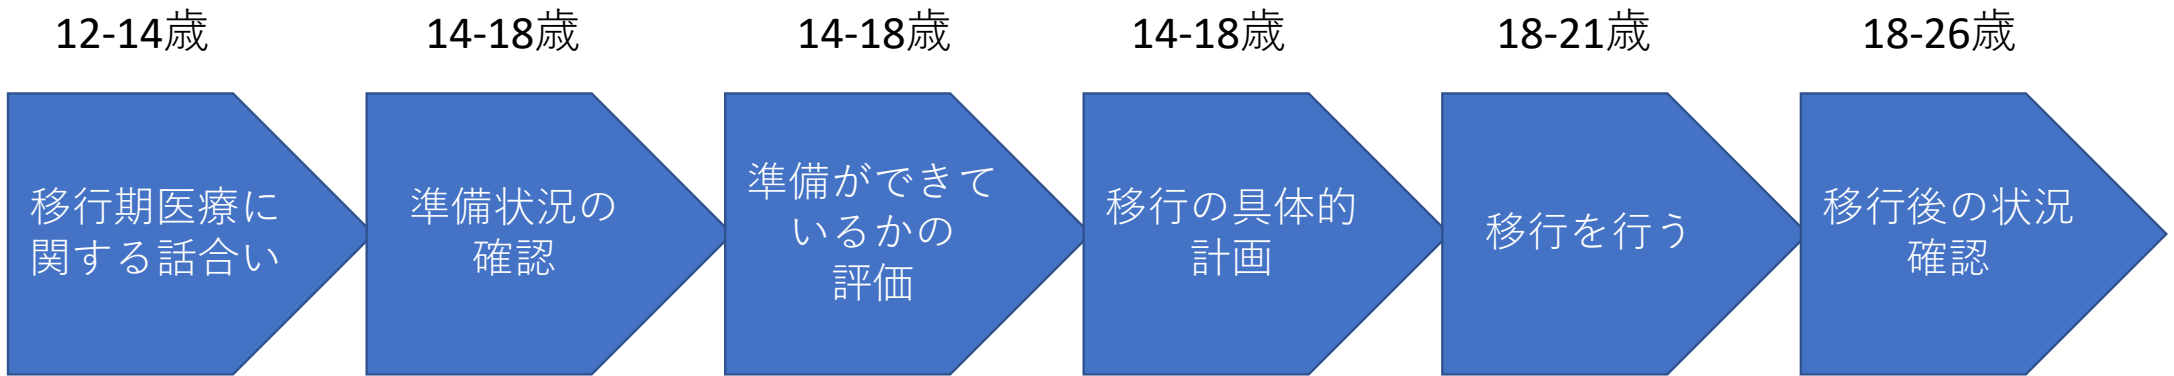 12-14歳
14-18歳
14-18歳
14-18歳
18-21歳
18-26歳
移行期医療に
関する話合い
準備状況の
確認
準備ができて
いるかの
評価
移行の具体的
計画
移行を行う
移行後の状況
確認